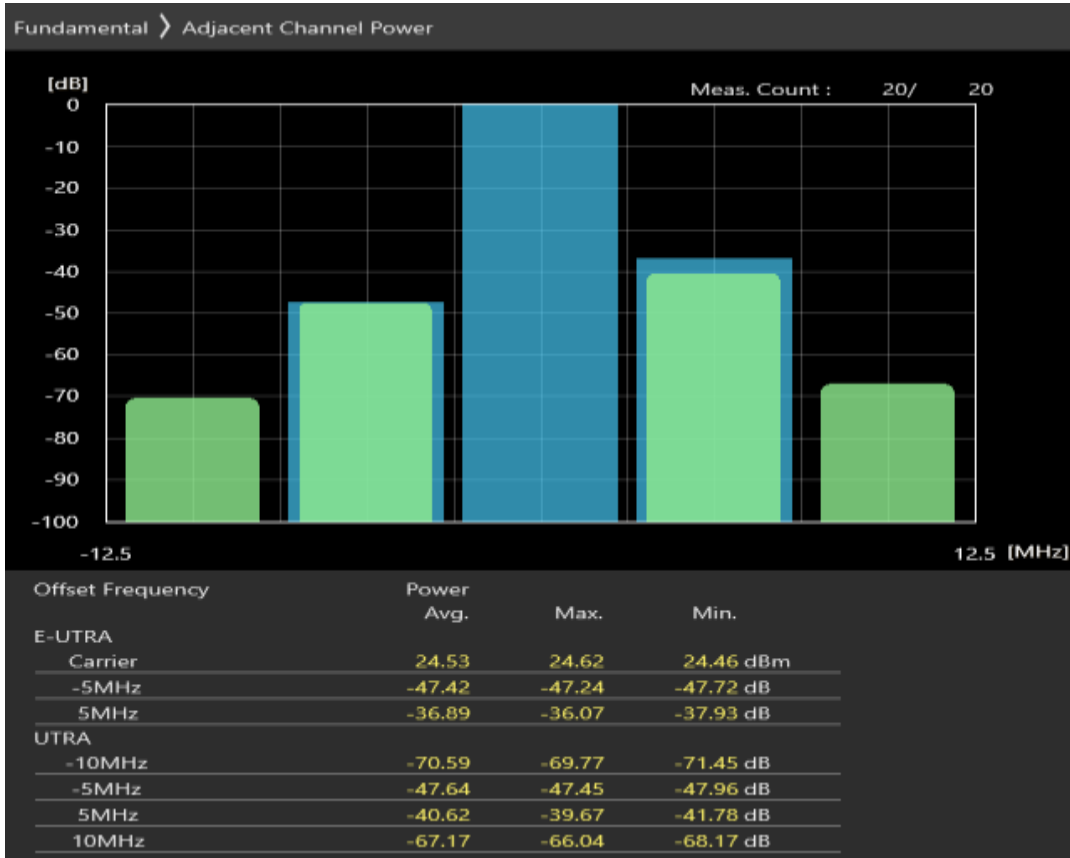 Fundamental 〉 Adjacent Channel Power
[dB]
Meas. Count : 20/ 20
0
-10
-20
-30
-40
-50
-60
-70
-80
-90
-100
-12.5 12.5 [MHz]
Offset Frequency Power
Avg. Max. Min.
E-UTRA
Carrier 24.53 24.62 24.46 dBm
-5MHz -47.42 -47.24 -47.72 dB
5MHz -36.89 -36.07 -37.93 dB
UTRA
-10MHz -70.59 -69.77 -71.45 dB
-5MHz -47.64 -47.45 -47.96 dB
5MHz -40.62 -39.67 -41.78 dB
10MHz -67.17 -66.04 -68.17 dB